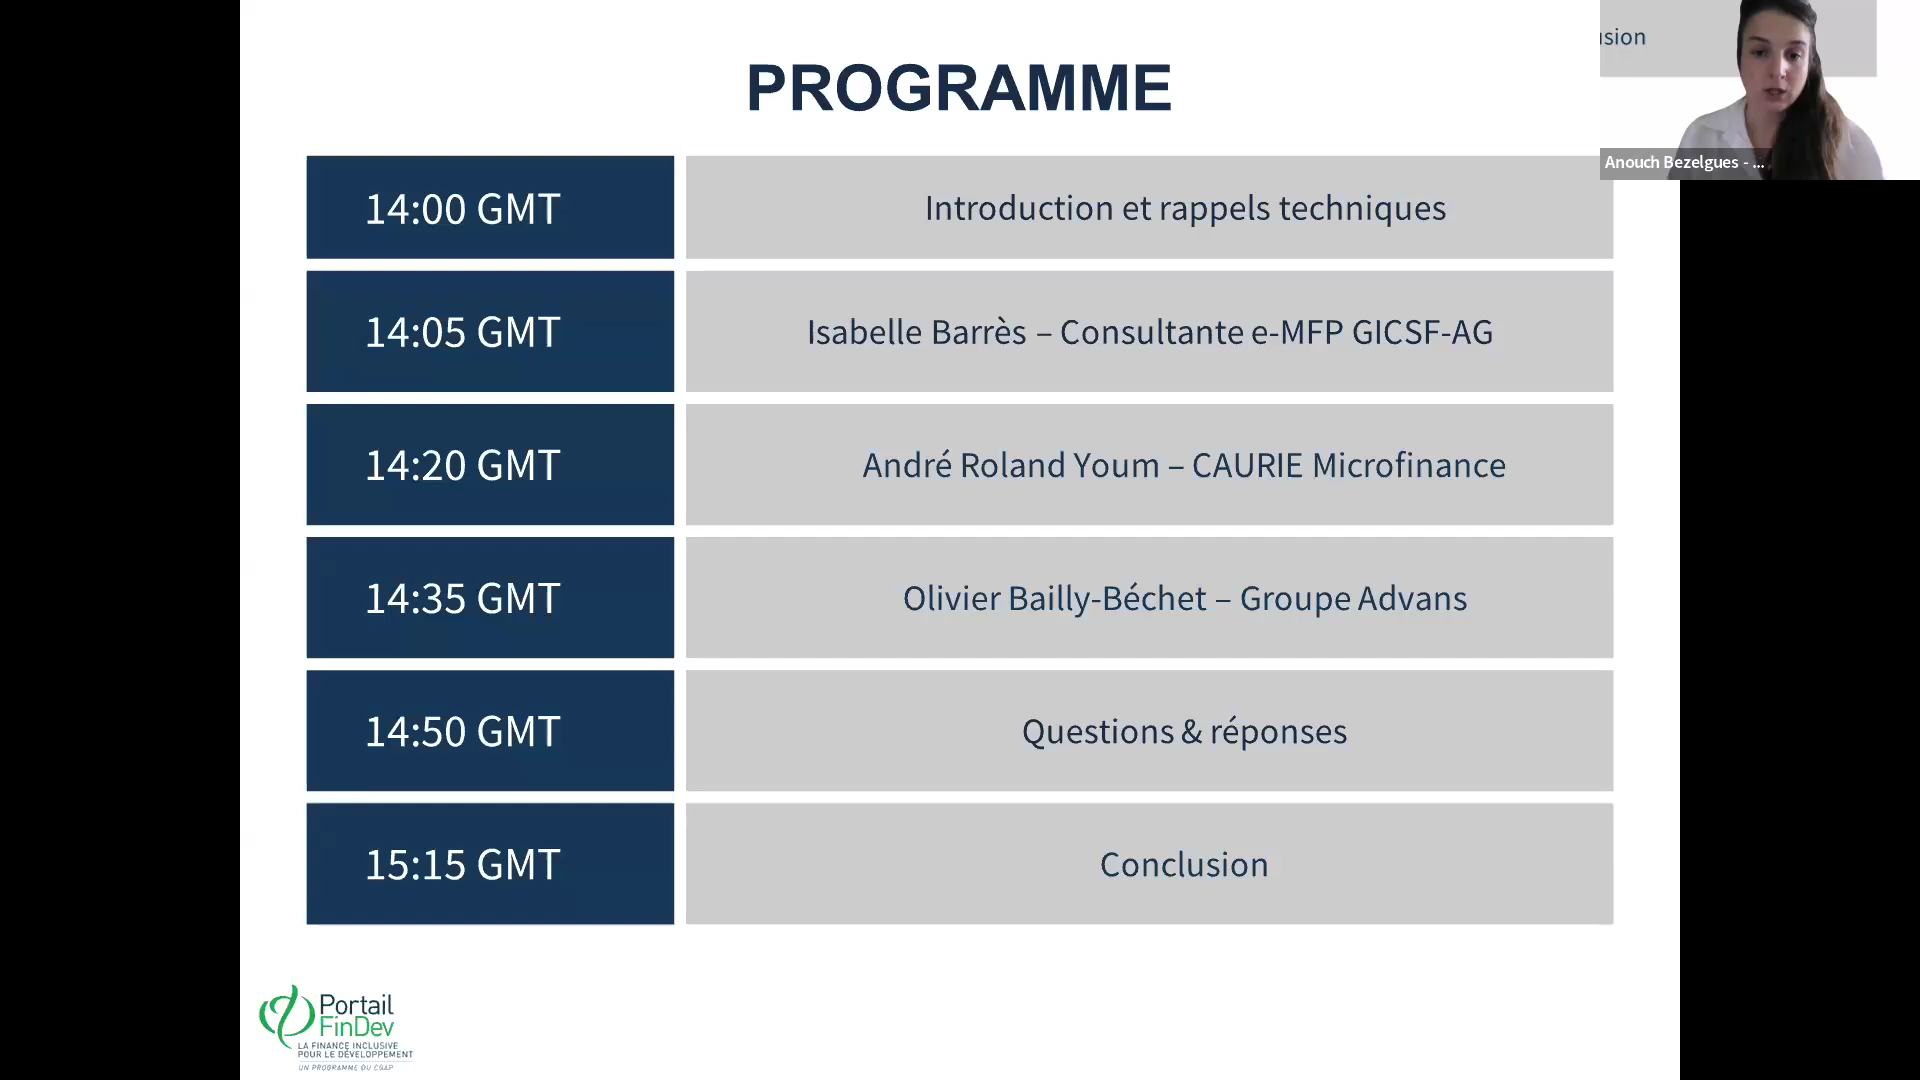 PROGRAMME
usion
Anouch Bezelgues - ...
14:00 GMT
Introduction et rappels techniques
14:05 GMT
Isabelle Barrès – Consultante e-MFP GICSF-AG
14:20 GMT
André Roland Youm – CAURIE Microfinance
14:35 GMT
Olivier Bailly-Béchet – Groupe Advans
14:50 GMT
Questions & réponses
15:15 GMT
Conclusion
Portail
FinDev
LA FINANCE INCLUSIVE
POUR LE DÉVELOPPEMENT
UN PROGRAMME DU CGAP